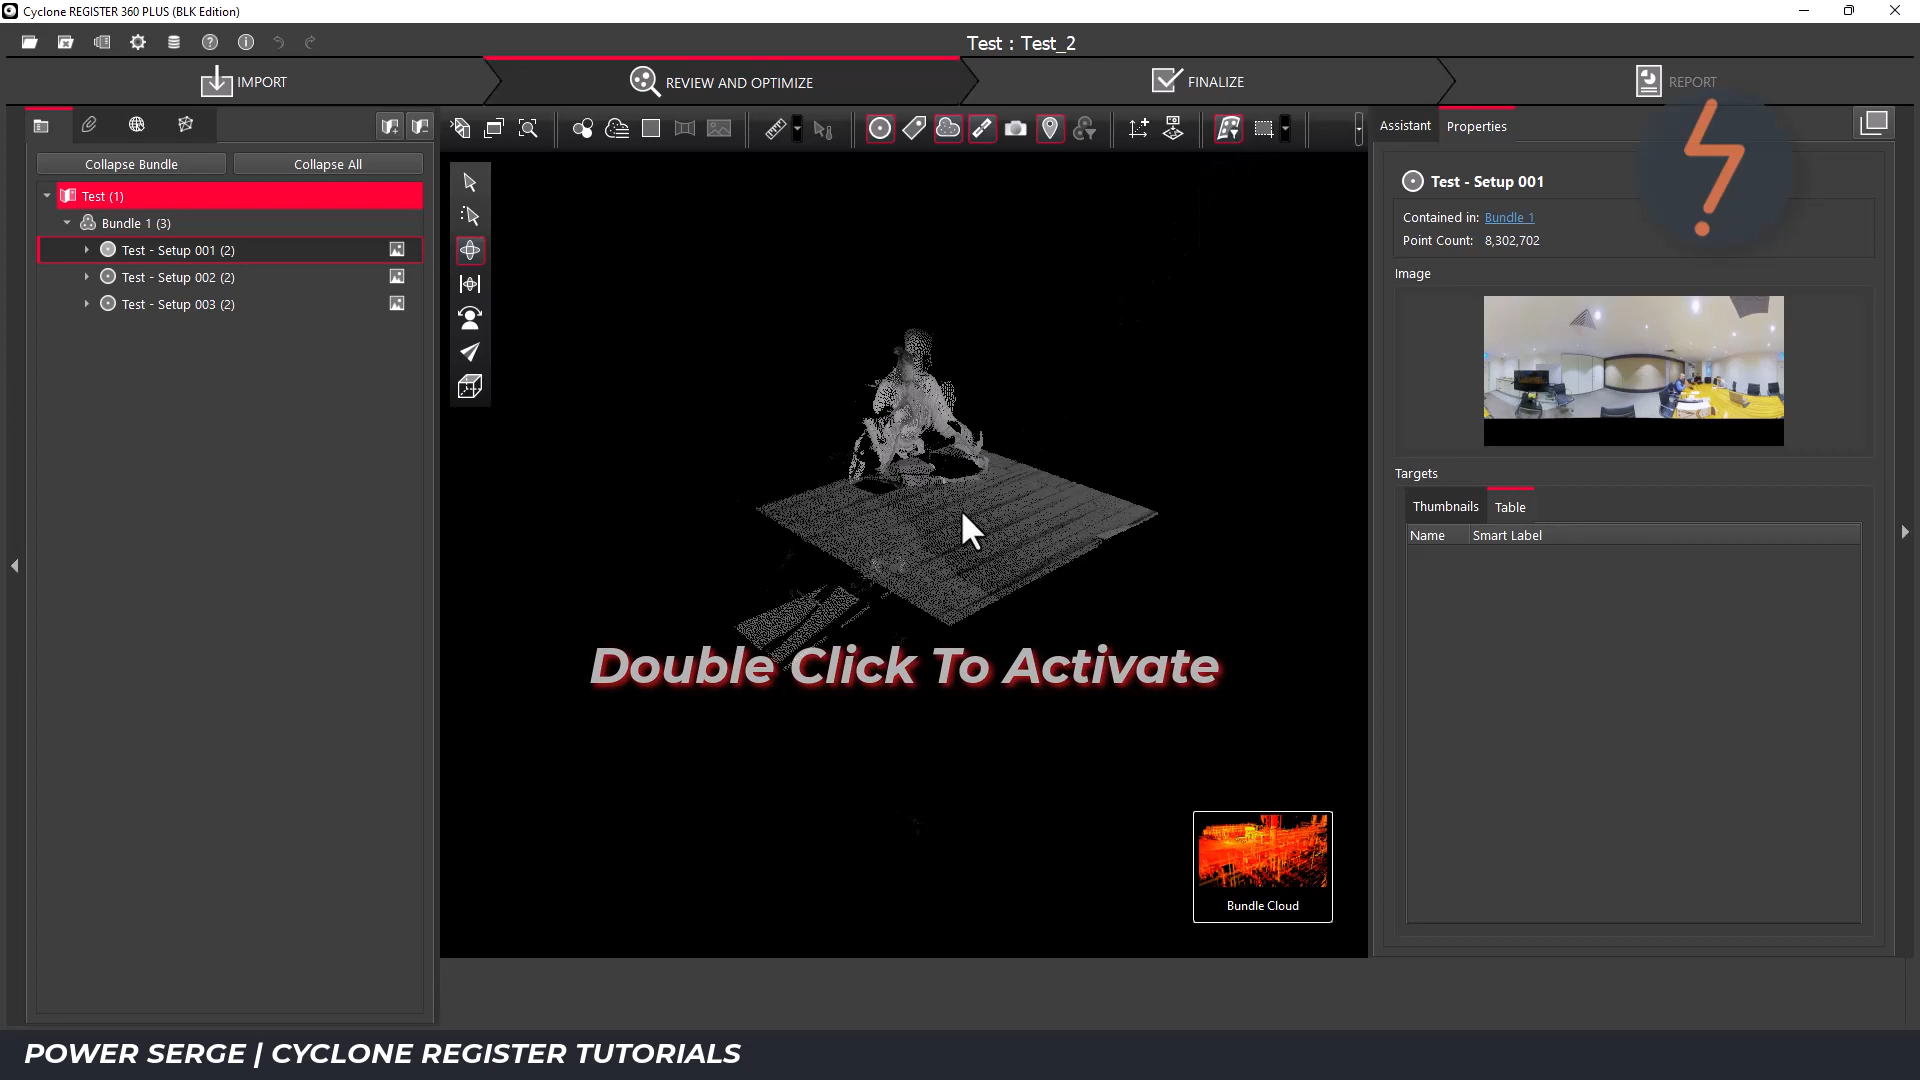 Cyclone REGISTER 360 PLUS (BLK Edition)
Test : Test_2
IMPORT
REVIEW AND OPTIMIZE
FINALIZE
REPORT
Collapse Bundle
Collapse All
Test (1)
Bundle 1 (3)
Test - Setup 001 (2)
Test - Setup 002 (2)
Test - Setup 003 (2)
Assistant
Properties
Test - Setup 001
Contained in: Bundle 1
Point Count: 8,302,702
Image
Targets
Thumbnails
Table
Name
Smart Label
Double Click To Activate
Bundle Cloud
POWER SERGE | CYCLONE REGISTER TUTORIALS